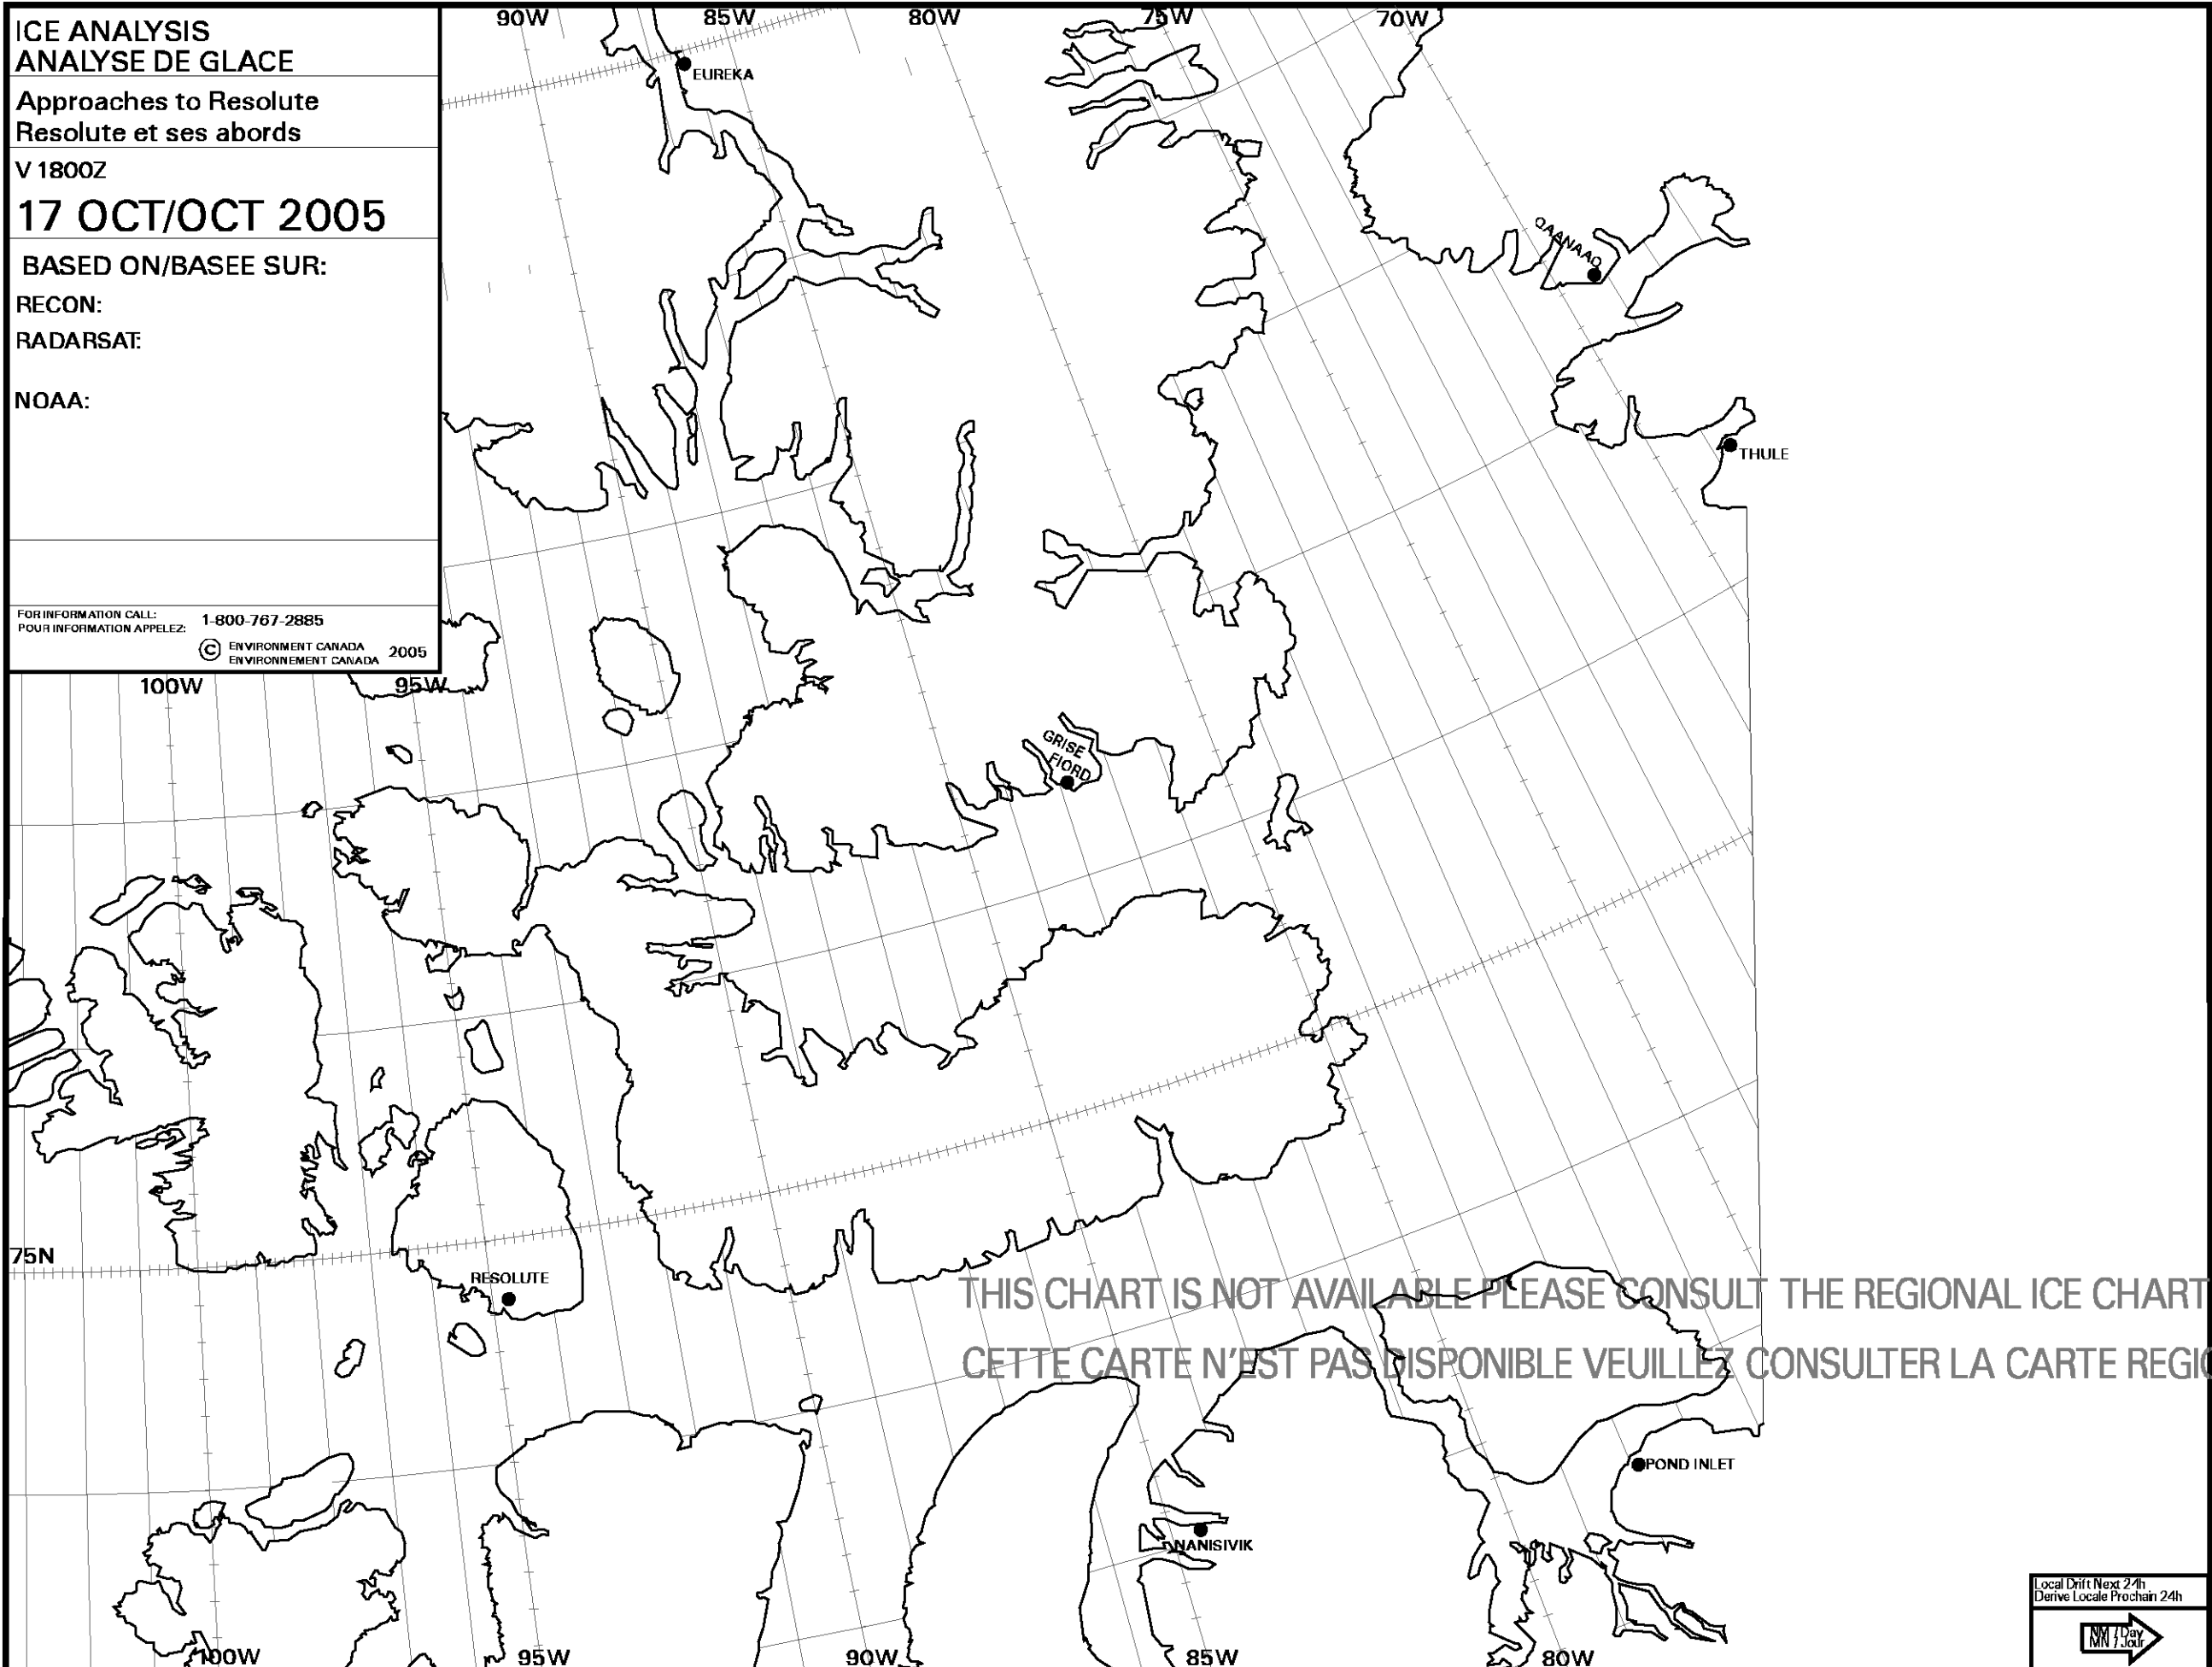 ICE ANALYSIS
ANALYSE DE GLACE
Approaches to Resolute
Resolute et ses abords
V 1800Z
17 OCT/OCT 2005
BASED ON/BASEE SUR:
RECON:
RADARSAT:
NOAA:
FOR INFORMATION CALL:
POUR INFORMATION APPELEZ:
1-800-767-2885
© ENVIRONMENT CANADA
ENVIRONNEMENT CANADA
2005
90W
85W
80W
75W
70W
EUREKA
QAANAAQ
THULE
100W
95W
GRISE
FIORD
75N
RESOLUTE
THIS CHART IS NOT AVAILABLE PLEASE CONSULT THE REGIONAL ICE CHART
CETTE CARTE N'EST PAS DISPONIBLE VEUILLEZ CONSULTER LA CARTE
POND INLET
NANISIVIK
Local Drift Next 24h
Derive Locale Prochain 24h
NM / Day
MN / Jour
100W
95W
90W
85W
80W